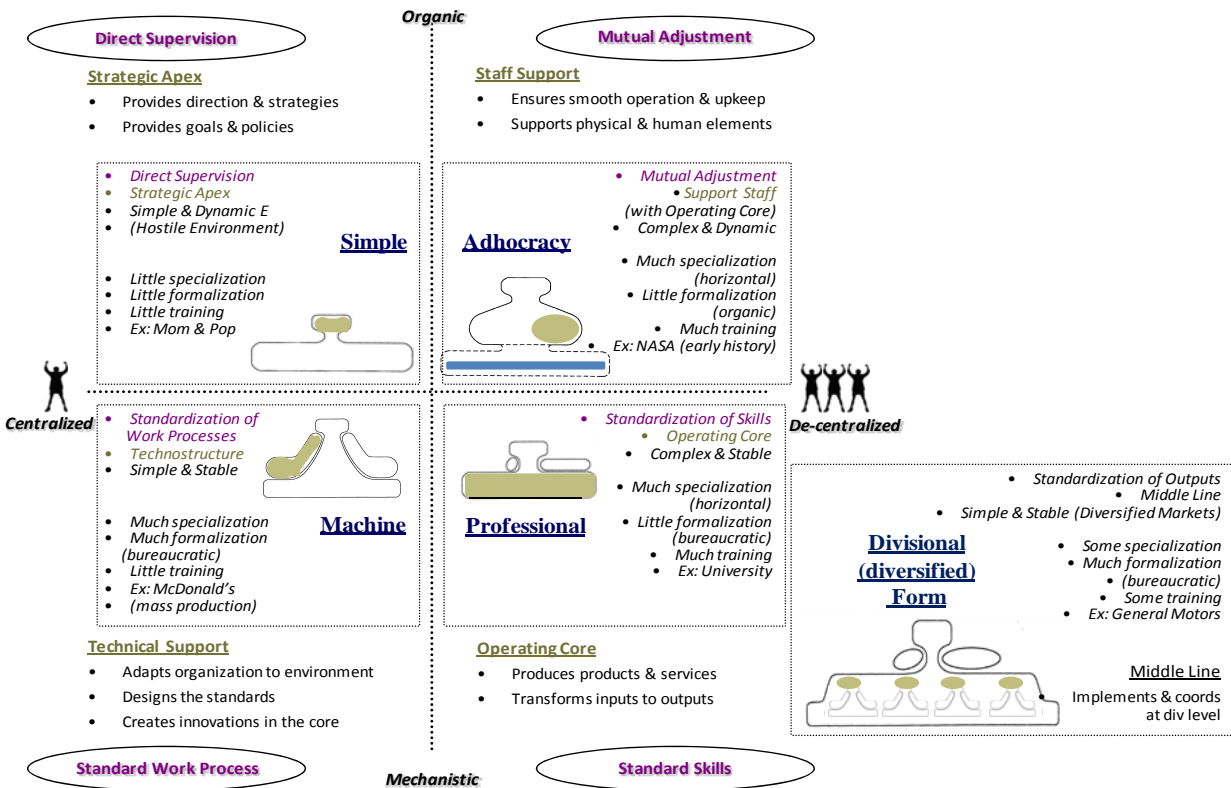 Organic
Direct Supervision
Mutual Adjustment
Strategic Apex
• Provides direction & strategies
• Provides goals & policies
Staff Support
• Ensures smooth operation & upkeep
• Supports physical & human elements
• Direct Supervision
• Strategic Apex
• Simple & Dynamic E
• (Hostile Environment)
Simple
• Little specialization
• Little formalization
• Little training
• Ex: Mom & Pop
• Mutual Adjustment
• Support Staff
(with Operating Core)
• Complex & Dynamic
Adhocracy
• Much specialization
(horizontal)
• Little formalization
(organic)
• Much training
• Ex: NASA (early history)
Centralized
De-centralized
• Standardization of
Work Processes
• Technostructure
• Simple & Stable
• Much specialization
• Much formalization
(bureaucratic)
• Little training
• Ex: McDonald's
• (mass production)
Machine
• Standardization of Skills
• Operating Core
• Complex & Stable
• Much specialization
(horizontal)
• Little formalization
(bureaucratic)
• Much training
• Ex: University
Professional
• Standardization of Outputs
• Middle Line
• Simple & Stable (Diversified Markets)
Divisional
(diversified)
Form
• Some specialization
• Much formalization
• (bureaucratic)
• Some training
• Ex: General Motors
Middle Line
• Implements & coords
at div level
Technical Support
• Adapts organization to environment
• Designs the standards
• Creates innovations in the core
Operating Core
• Produces products & services
• Transforms inputs to outputs
Standard Work Process
Mechanistic
Standard Skills